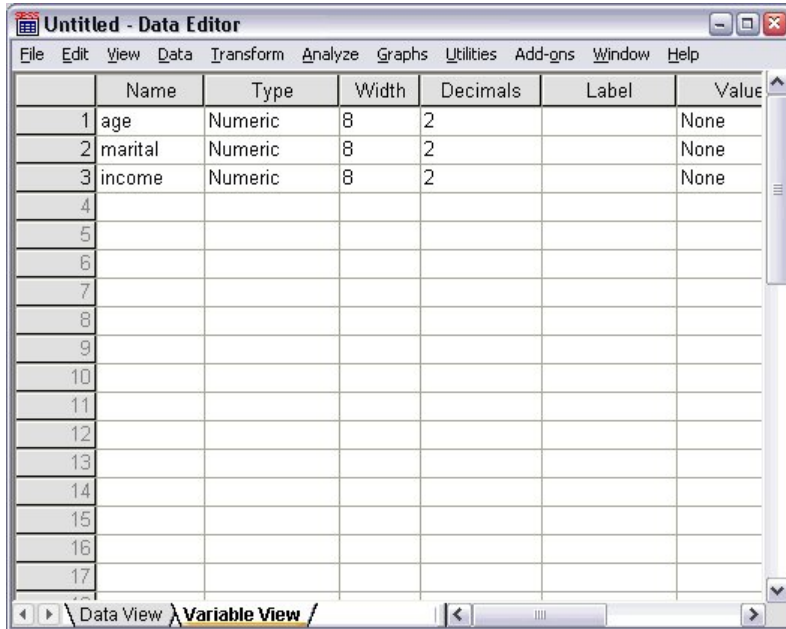 Untitled - Data Editor
File Edit View Data Transform Analyze Graphs Utilities Add-ons Window Help
Name Type Width Decimals Label Value
1 age Numeric 8 2 None
2 marital Numeric 8 2 None
3 income Numeric 8 2 None
4
5
6
7
8
9
10
11
12
13
14
15
16
17
Data View Variable View